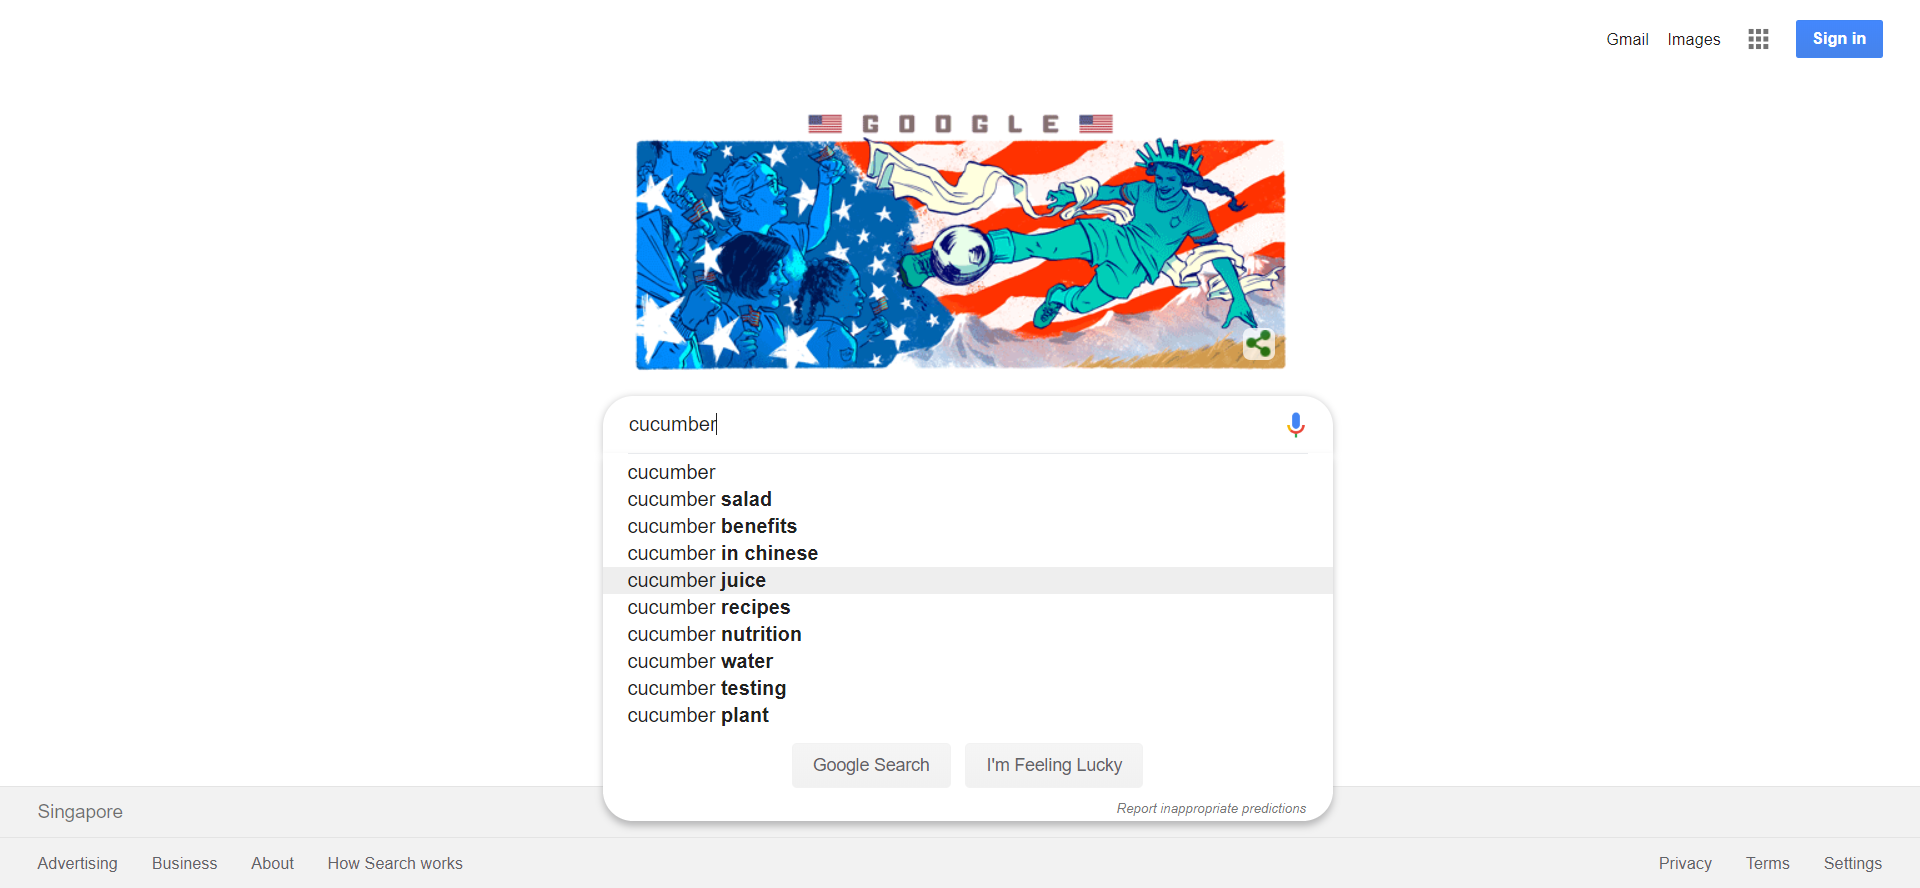 Gmail Images Sign in
GOOGLE
cucumber
cucumber
cucumber salad
cucumber benefits
cucumber in chinese
cucumber juice
cucumber recipes
cucumber nutrition
cucumber water
cucumber testing
cucumber plant
Google Search I'm Feeling Lucky
Report inappropriate predictions
Singapore
Advertising Business About How Search works Privacy Terms Settings